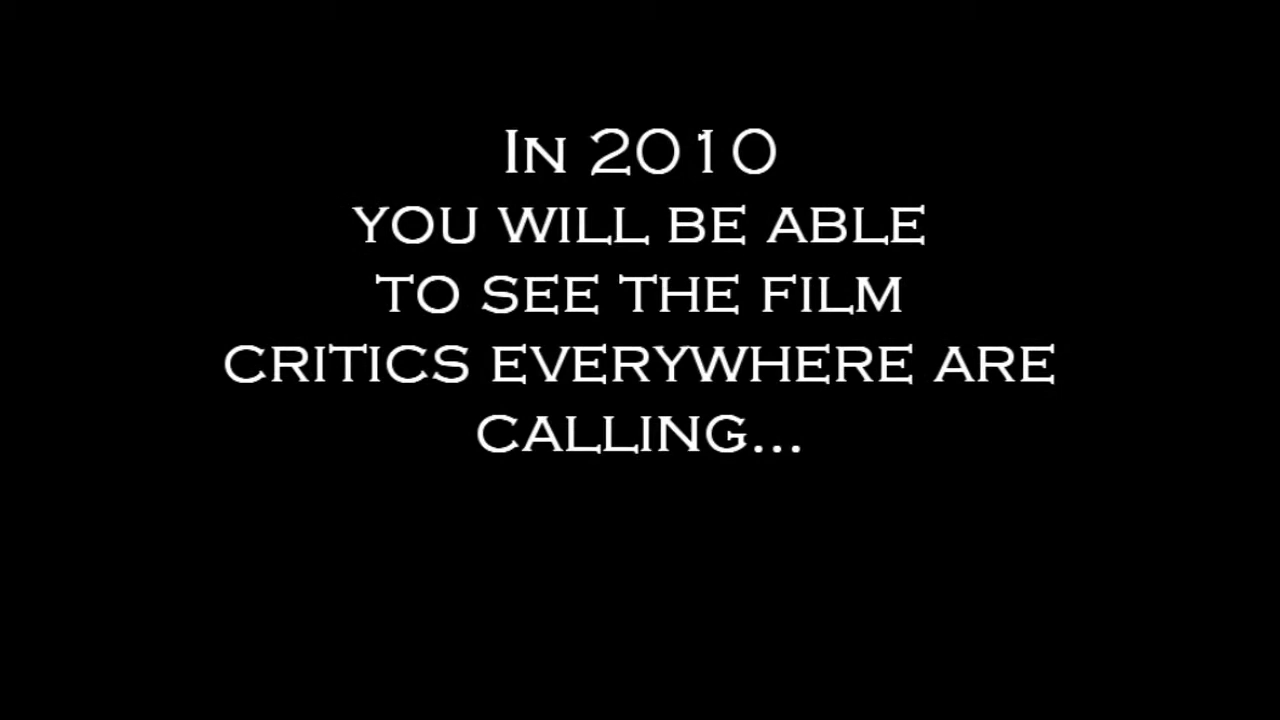 In 2010
you will be able
to see the film
critics everywhere are
calling...